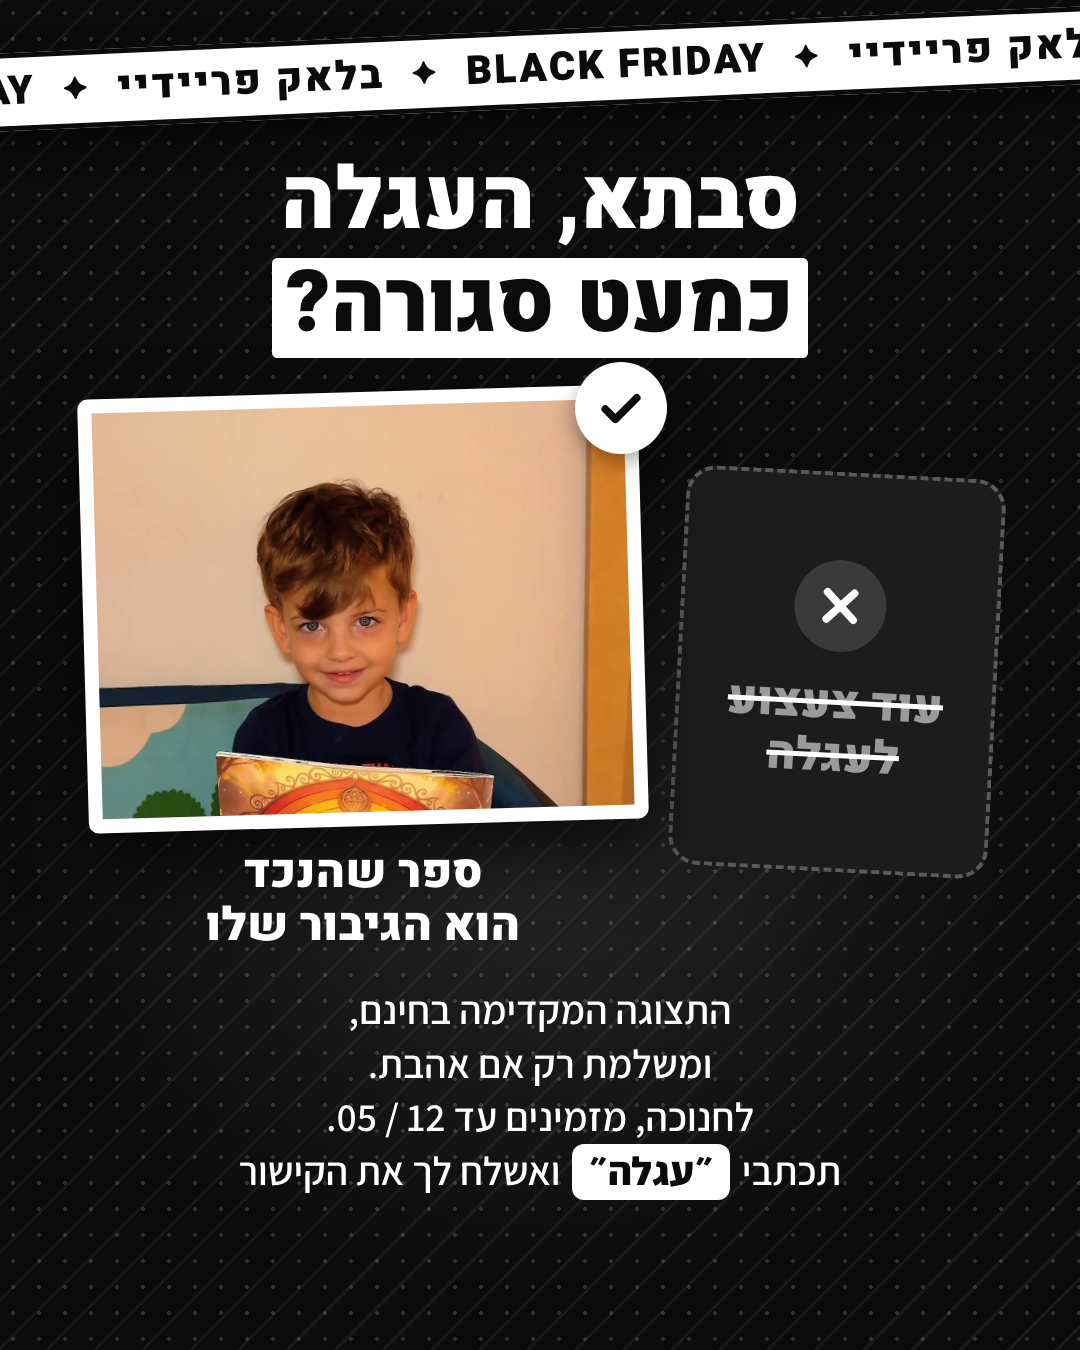 בלאק פריידיי ✦ BLACK FRIDAY ✦ בלאק פריידיי ✦ AY
סבתא, העגלה
כמעט סגורה?
עוד צעצוע
לעגלה
ספר שהנכד
הוא הגיבור שלו
התצוגה המקדימה בחינם,
ומשלמת רק אם אהבת.
לחנוכה, מזמינים עד 12 / 05.
תכתבי ״עגלה״ ואשלח לך את הקישור